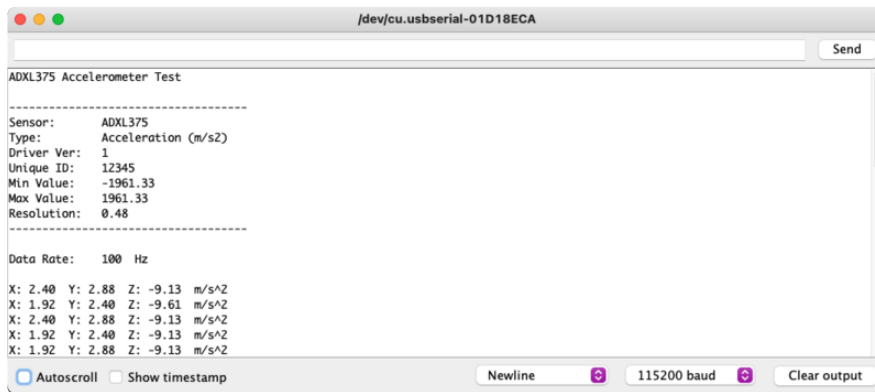 /dev/cu.usbserial-01D18ECA
Send
ADXL375 Accelerometer Test
------------------------------------
Sensor: ADXL375
Type: Acceleration (m/s2)
Driver Ver: 1
Unique ID: 12345
Min Value: -1961.33
Max Value: 1961.33
Resolution: 0.48
------------------------------------
Data Rate: 100 Hz
X: 2.40 Y: 2.88 Z: -9.13 m/s^2
X: 1.92 Y: 2.40 Z: -9.61 m/s^2
X: 2.40 Y: 2.88 Z: -9.13 m/s^2
X: 1.92 Y: 2.40 Z: -9.13 m/s^2
X: 1.92 Y: 2.88 Z: -9.13 m/s^2
Autoscroll Show timestamp Newline 115200 baud Clear output